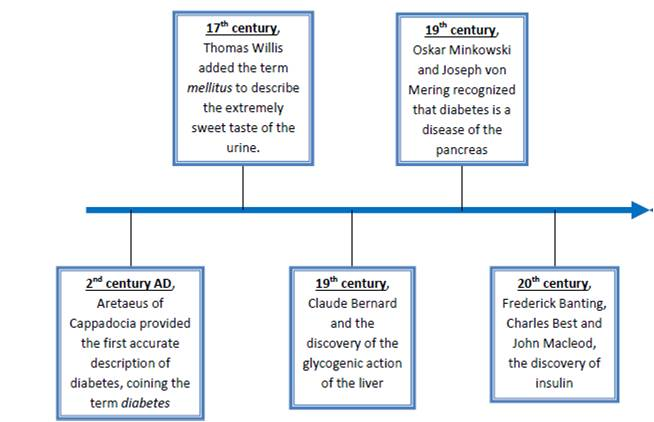 17th century,
Thomas Willis
added the term
mellitus to describe
the extremely
sweet taste of the
urine.
19th century,
Oskar Minkowski
and Joseph von
Mering recognized
that diabetes is a
disease of the
pancreas
2nd century AD,
Aretaeus of
Cappadocia provided
the first accurate
description of
diabetes, coining the
term diabetes
19th century,
Claude Bernard
and the
discovery of the
glycogenic action
of the liver
20th century,
Frederick Banting,
Charles Best and
John Macleod,
the discovery of
insulin